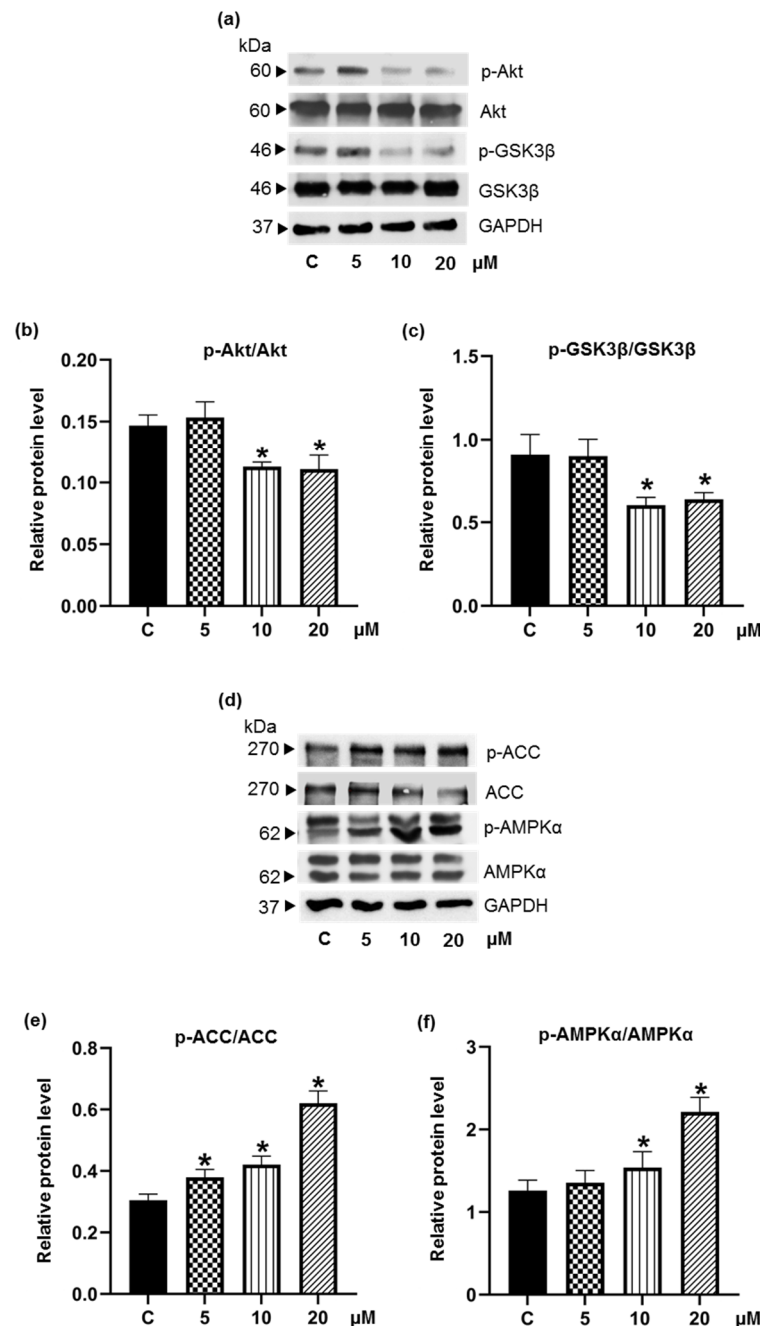 (a)
kDa
60 p-Akt
60 Akt
46 p-GSK3β
46 GSK3β
37 GAPDH
C 5 10 20 µM
(b)
p-Akt/Akt
Relative protein level
0.20
0.15
0.10
0.05
0.00
* *
C 5 10 20 µM
(c)
p-GSK3β/GSK3β
Relative protein level
1.5
1.0
0.5
0.0
* *
C 5 10 20 µM
(d)
kDa
270 p-ACC
270 ACC
62 p-AMPKα
62 AMPKα
37 GAPDH
C 5 10 20 µM
(e)
p-ACC/ACC
Relative protein level
0.8
0.6
0.4
0.2
0.0
* * *
C 5 10 20 µM
(f)
p-AMPKα/AMPKα
Relative protein level
3
2
1
0
* *
C 5 10 20 µM